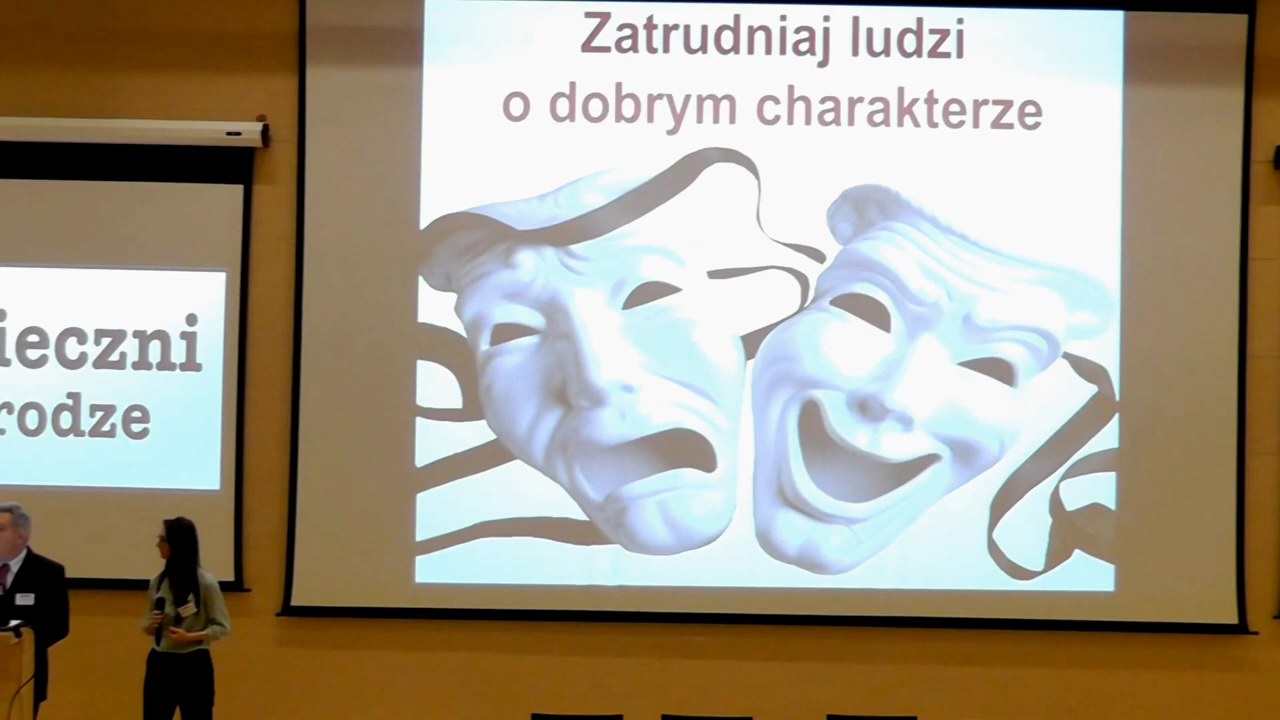 Zatrudniaj ludzi
o dobrym charakterze
ieczni
rodze